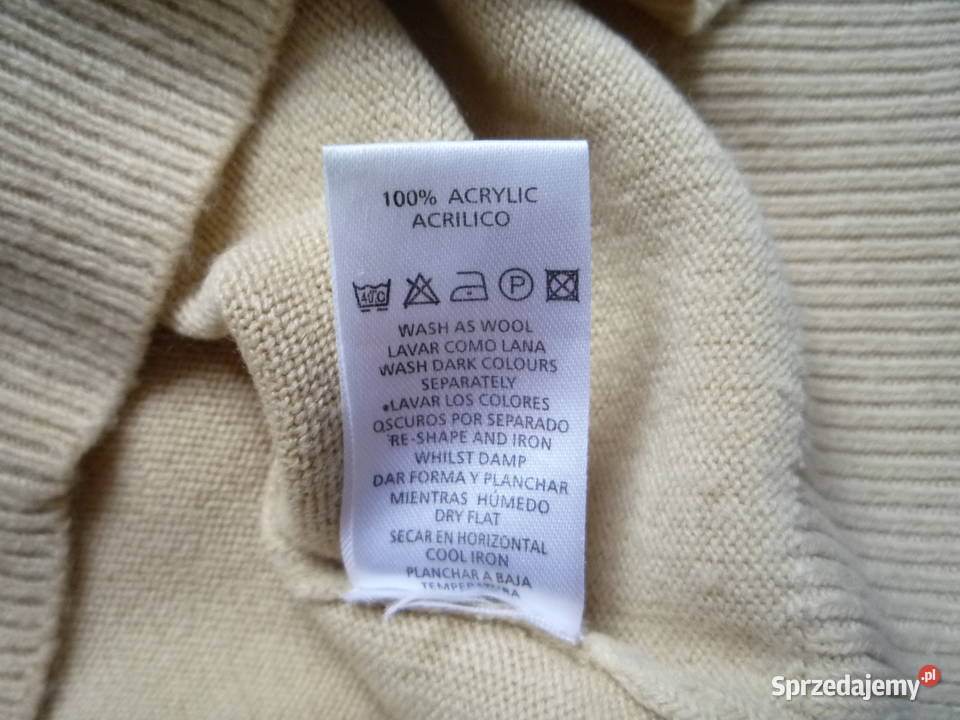 100% ACRYLIC
ACRILICO
40°C P
WASH AS WOOL
LAVAR COMO LANA
WASH DARK COLOURS
SEPARATELY
•LAVAR LOS COLORES
OSCUROS POR SEPARADO
RE-SHAPE AND IRON
WHILST DAMP
DAR FORMA Y PLANCHAR
MIENTRAS HÚMEDO
DRY FLAT
SECAR EN HORIZONTAL
COOL IRON
PLANCHAR A BAJA
TEMPERATURA
Sprzedajemy.pl